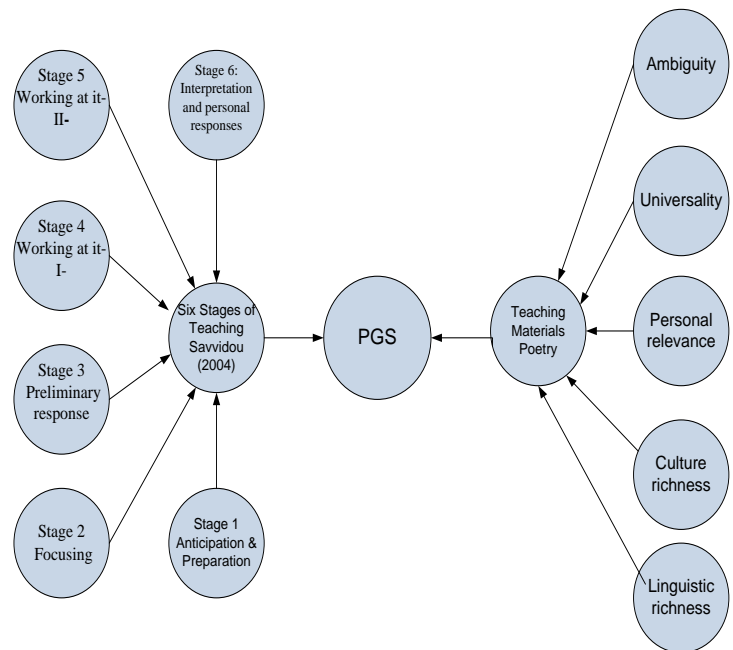 Stage 5
Working at it-
II-
Stage 6:
Interpretation
and personal
responses
Stage 4
Working at it-
I-
Stage 3
Preliminary
response
Stage 2
Focusing
Stage 1
Anticipation &
Preparation
Six Stages of
Teaching
Savvidou
(2004)
PGS
Teaching
Materials
Poetry
Ambiguity
Universality
Personal
relevance
Culture
richness
Linguistic
richness